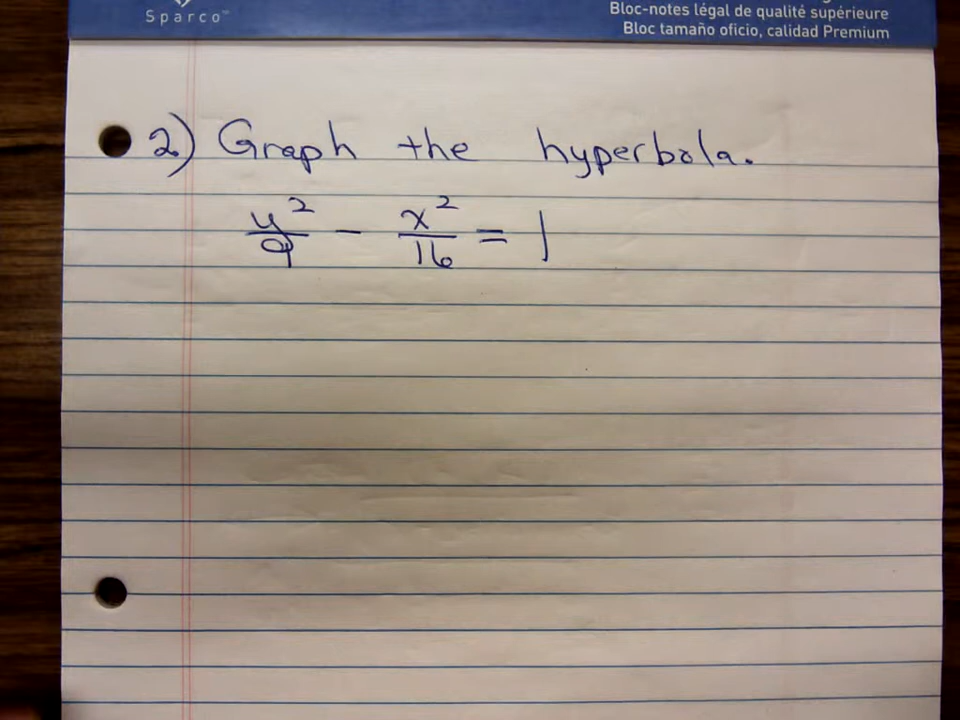 Sparco™
Bloc-notes légal de qualité supérieure
Bloc tamaño oficio, calidad Premium
2) Graph the hyperbola.
y²/9 - x²/16 = 1